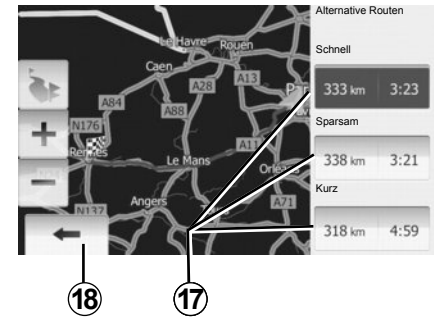 Alternative Routen
Le Havre
Rouen
Schnell
Caen
A28
A13
333 km 3:23
A84
A88
N176
Sparsam
Rennes
Le Mans
A11
338 km 3:21
Orleans
Kurz
Angers
A71
N137
318 km 4:59
18
17